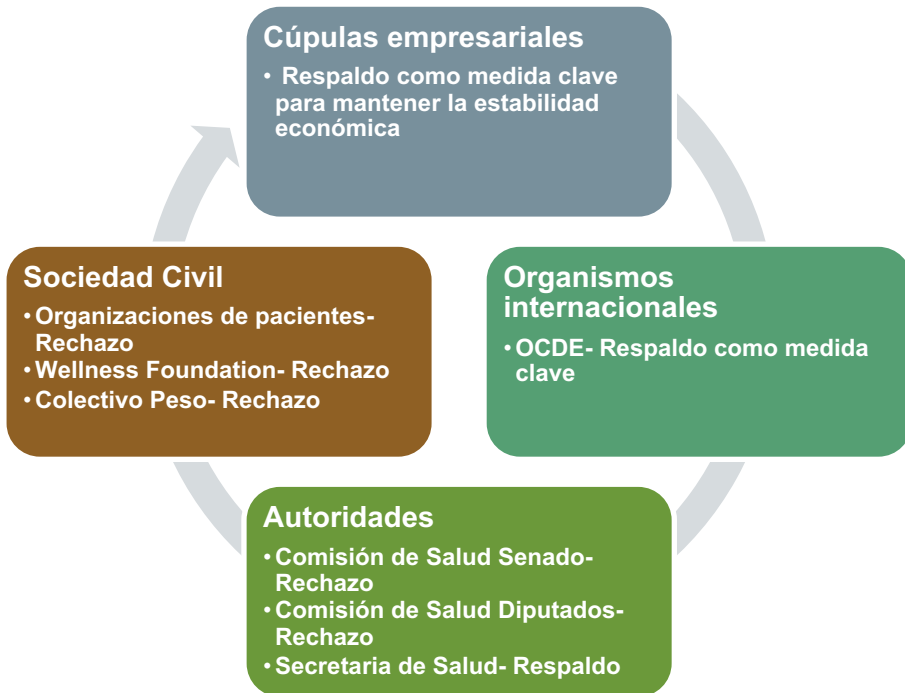 Cúpulas empresariales
• Respaldo como medida clave
para mantener la estabilidad
económica
Organismos
internacionales
• OCDE- Respaldo como medida
clave
Autoridades
• Comisión de Salud Senado-
Rechazo
• Comisión de Salud Diputados-
Rechazo
• Secretaria de Salud- Respaldo
Sociedad Civil
• Organizaciones de pacientes-
Rechazo
• Wellness Foundation- Rechazo
• Colectivo Peso- Rechazo